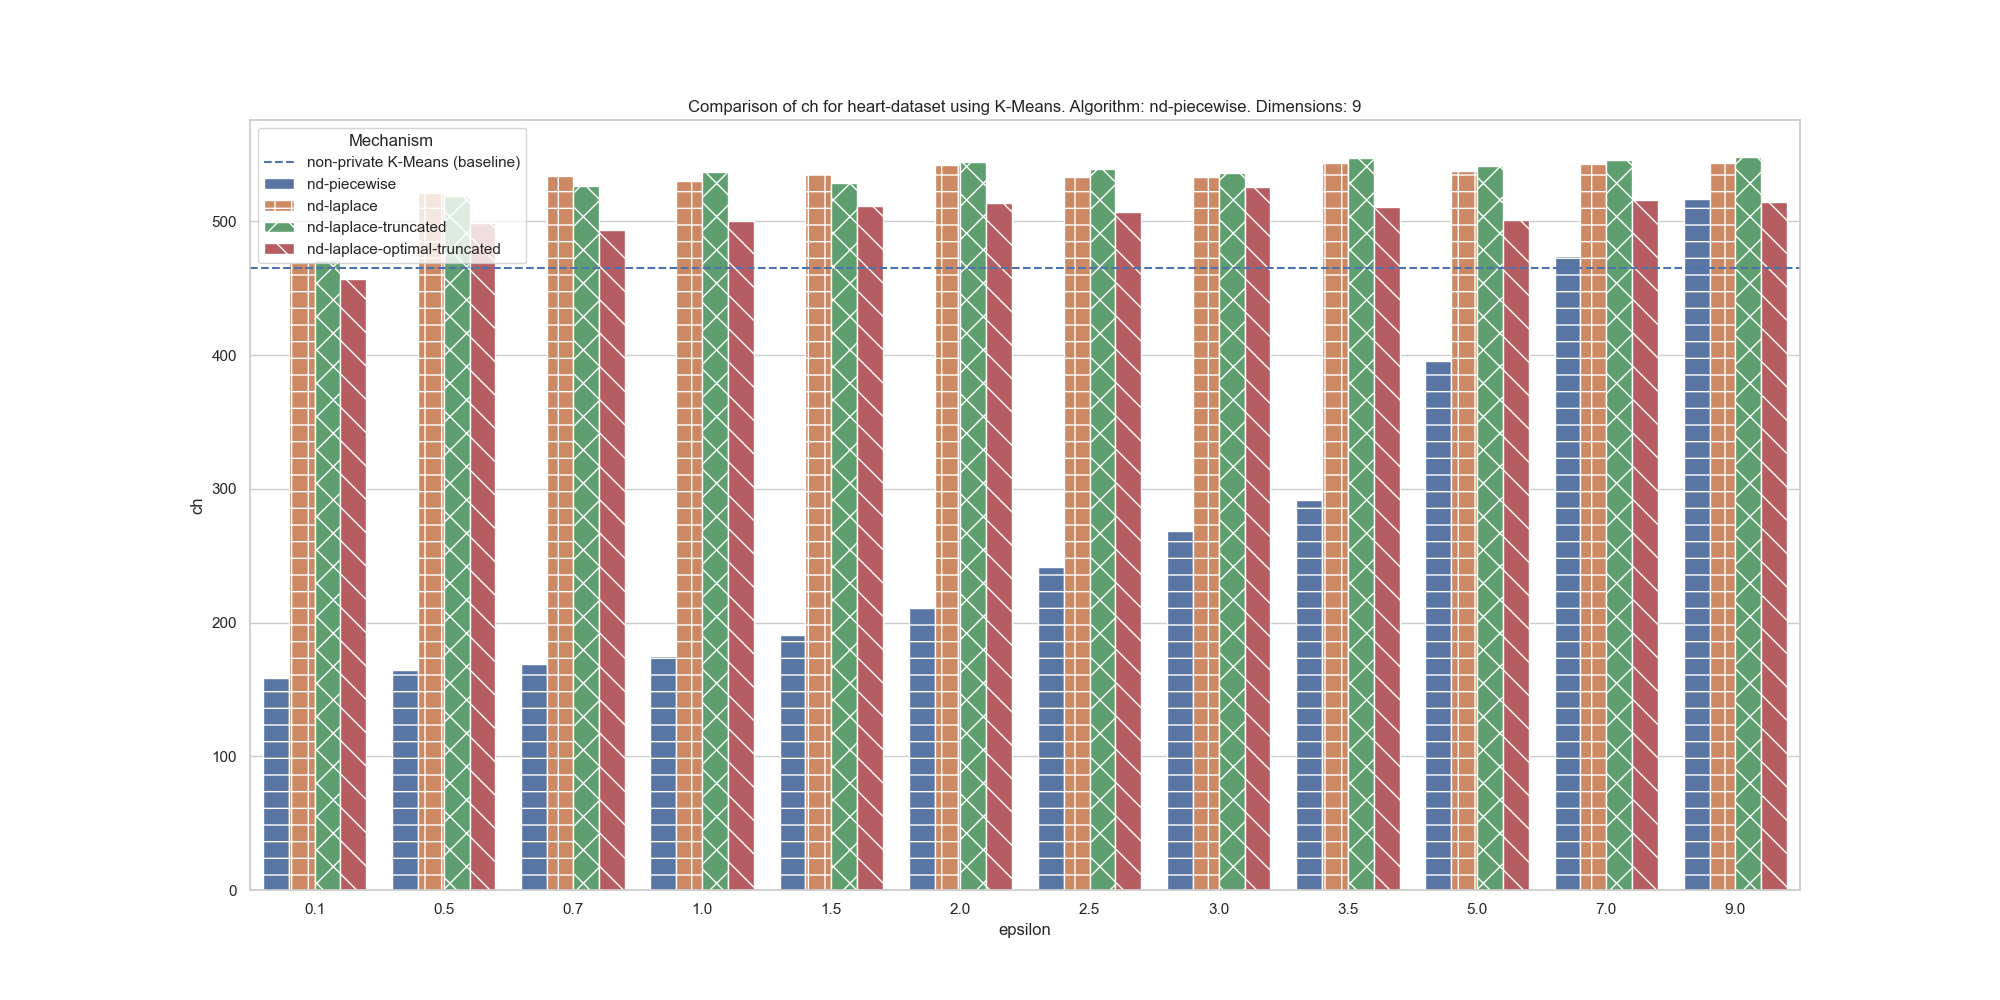 Comparison of ch for heart-dataset using K-Means. Algorithm: nd-piecewise. Dimensions: 9
Mechanism
non-private K-Means (baseline)
nd-piecewise
nd-laplace
nd-laplace-truncated
nd-laplace-optimal-truncated
500
400
300
200
100
0
ch
0.1 0.5 0.7 1.0 1.5 2.0 2.5 3.0 3.5 5.0 7.0 9.0
epsilon